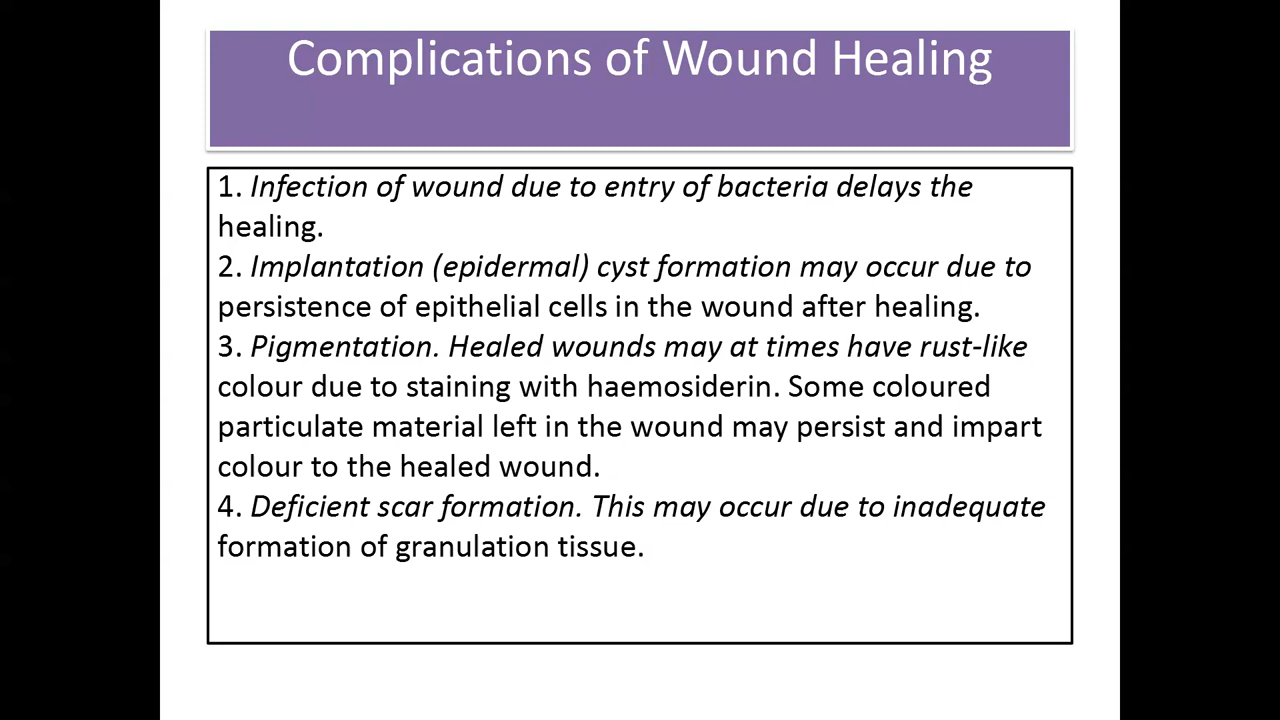 Complications of Wound Healing
1. Infection of wound due to entry of bacteria delays the
healing.
2. Implantation (epidermal) cyst formation may occur due to
persistence of epithelial cells in the wound after healing.
3. Pigmentation. Healed wounds may at times have rust-like
colour due to staining with haemosiderin. Some coloured
particulate material left in the wound may persist and impart
colour to the healed wound.
4. Deficient scar formation. This may occur due to inadequate
formation of granulation tissue.